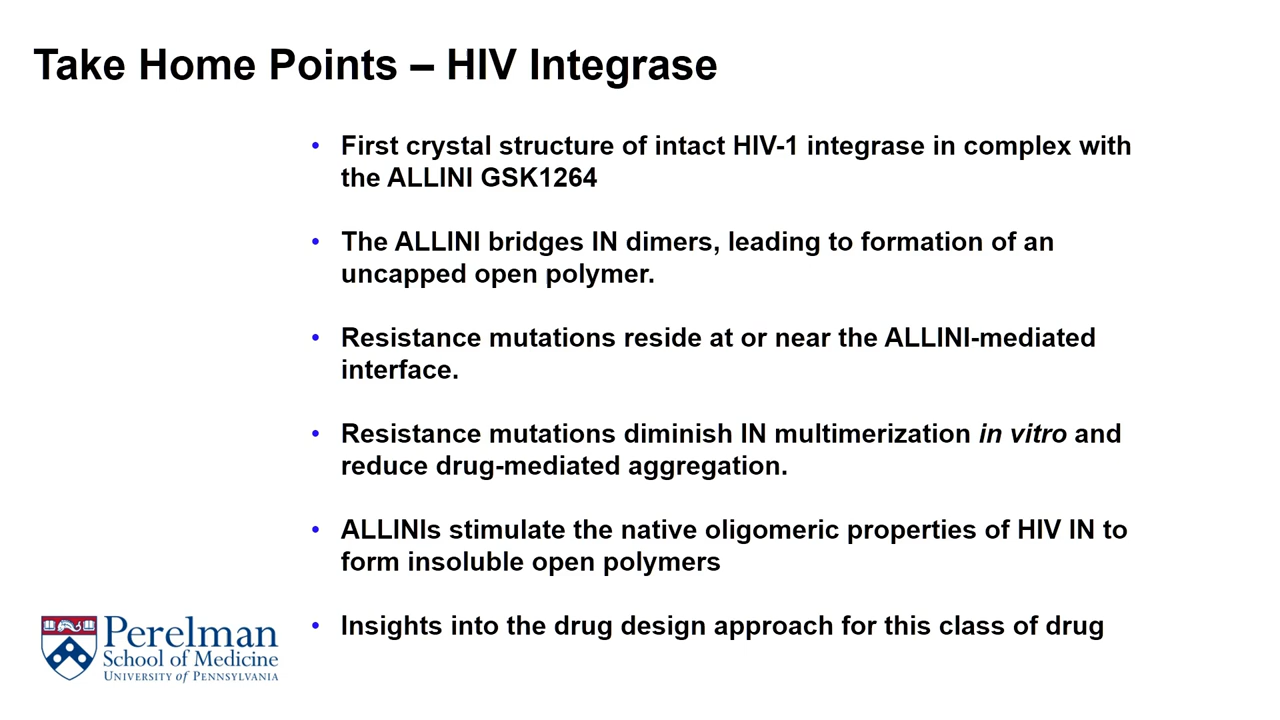 Take Home Points – HIV Integrase
• First crystal structure of intact HIV-1 integrase in complex with
the ALLINI GSK1264
• The ALLINI bridges IN dimers, leading to formation of an
uncapped open polymer.
• Resistance mutations reside at or near the ALLINI-mediated
interface.
• Resistance mutations diminish IN multimerization in vitro and
reduce drug-mediated aggregation.
• ALLINIs stimulate the native oligomeric properties of HIV IN to
form insoluble open polymers
• Insights into the drug design approach for this class of drug
Perelman
School of Medicine
University of Pennsylvania